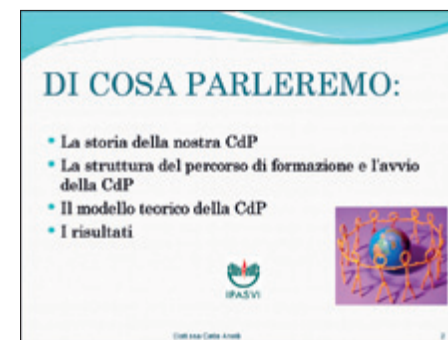 DI COSA PARLEREMO:
La storia della nostra CdP
La struttura del percorso di formazione e l'avvio
della CdP
Il modello teorico della CdP
I risultati
IPASVI
2